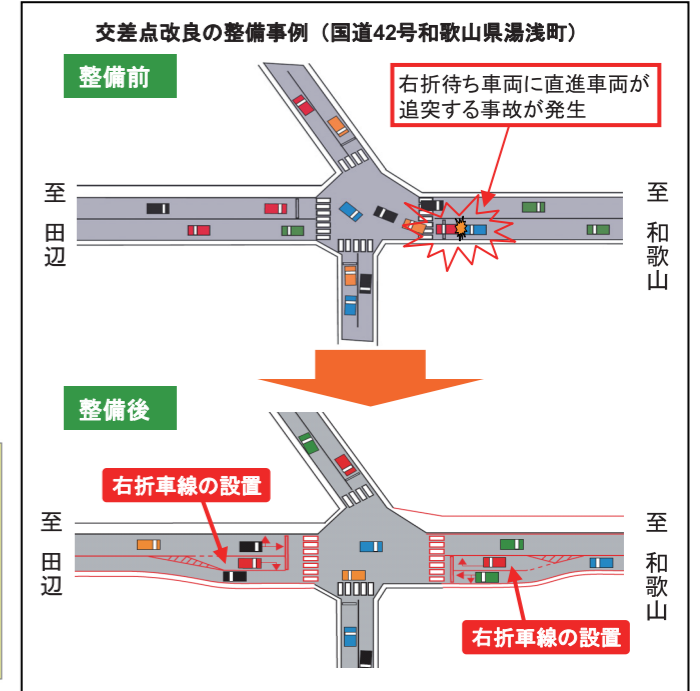 交差点改良の整備事例（国道42号和歌山県湯浅町）
整備前
右折待ち車両に直進車両が
追突する事故が発生
至 田辺
至 和歌山
整備後
右折車線の設置
至 田辺
至 和歌山
右折車線の設置